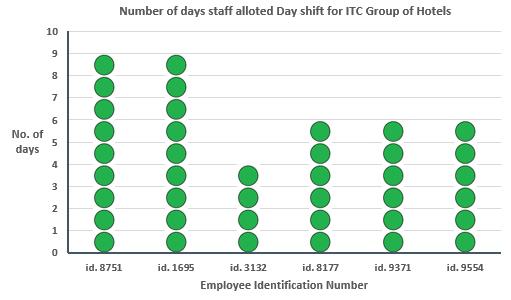 Number of days staff alloted Day shift for ITC Group of Hotels
10
9
8
7
6
5
4
3
2
1
0
No. of
days
id. 8751 id. 1695 id. 3132 id. 8177 id. 9371 id. 9554
Employee Identification Number